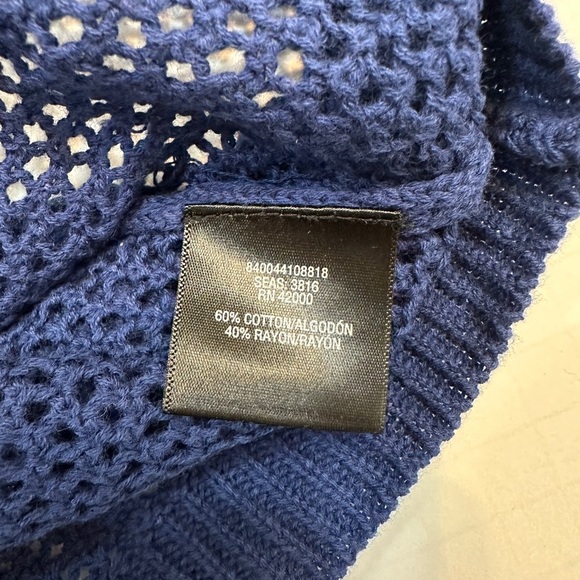 840044108818
SEAS: 3816
RN 42000
60% COTTON/ALGODÓN
40% RAYON/RAYÓN